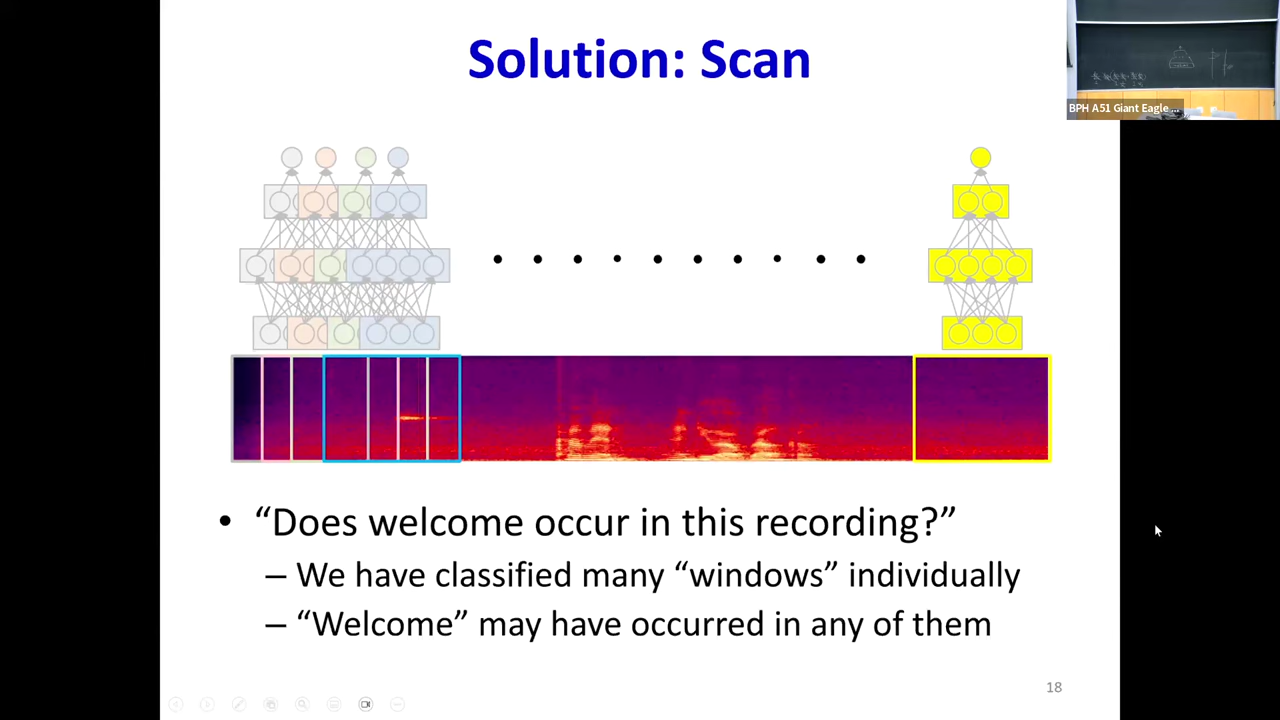 Solution: Scan
BPH A51 Giant Eagle ...
• “Does welcome occur in this recording?”
– We have classified many “windows” individually
– “Welcome” may have occurred in any of them
18